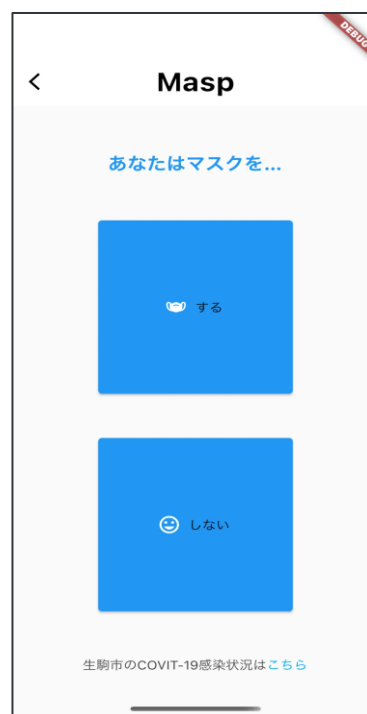 DEBUG
Masp
あなたはマスクを...
する
しない
生駒市のCOVIT-19感染状況はこちら